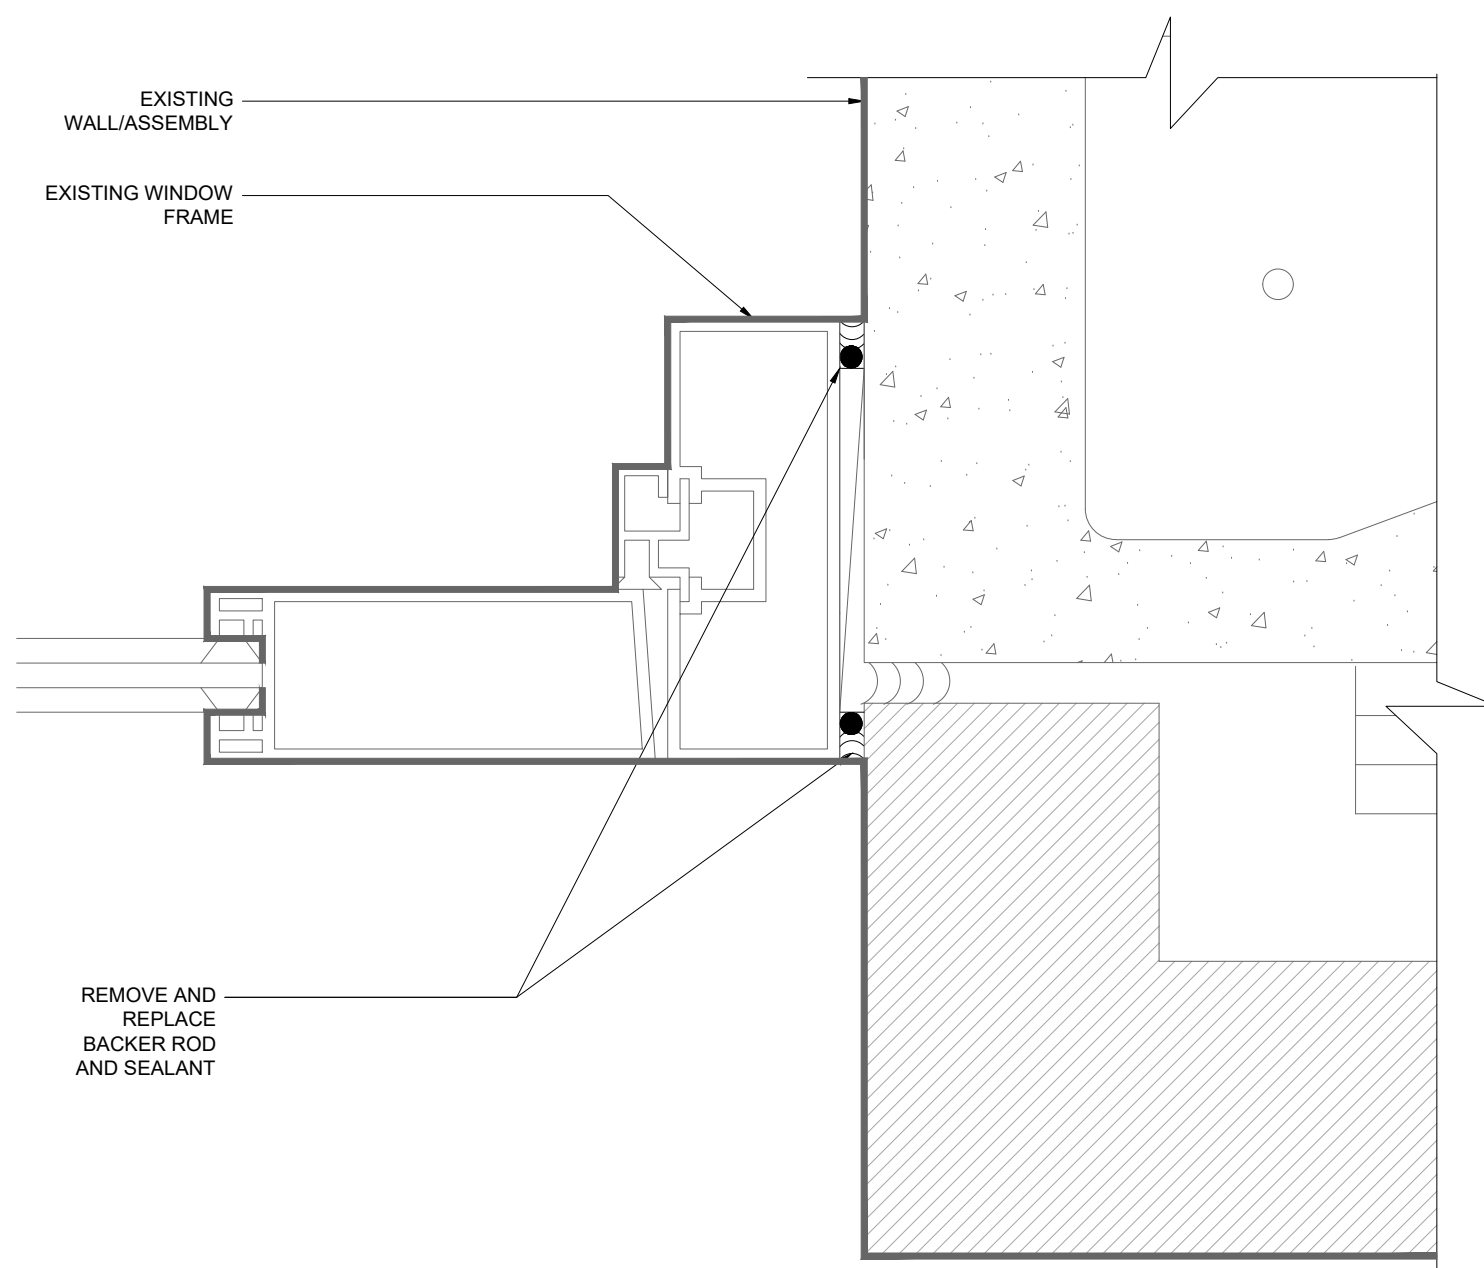 EXISTING
WALL/ASSEMBLY
EXISTING WINDOW
FRAME
REMOVE AND
REPLACE
BACKER ROD
AND SEALANT